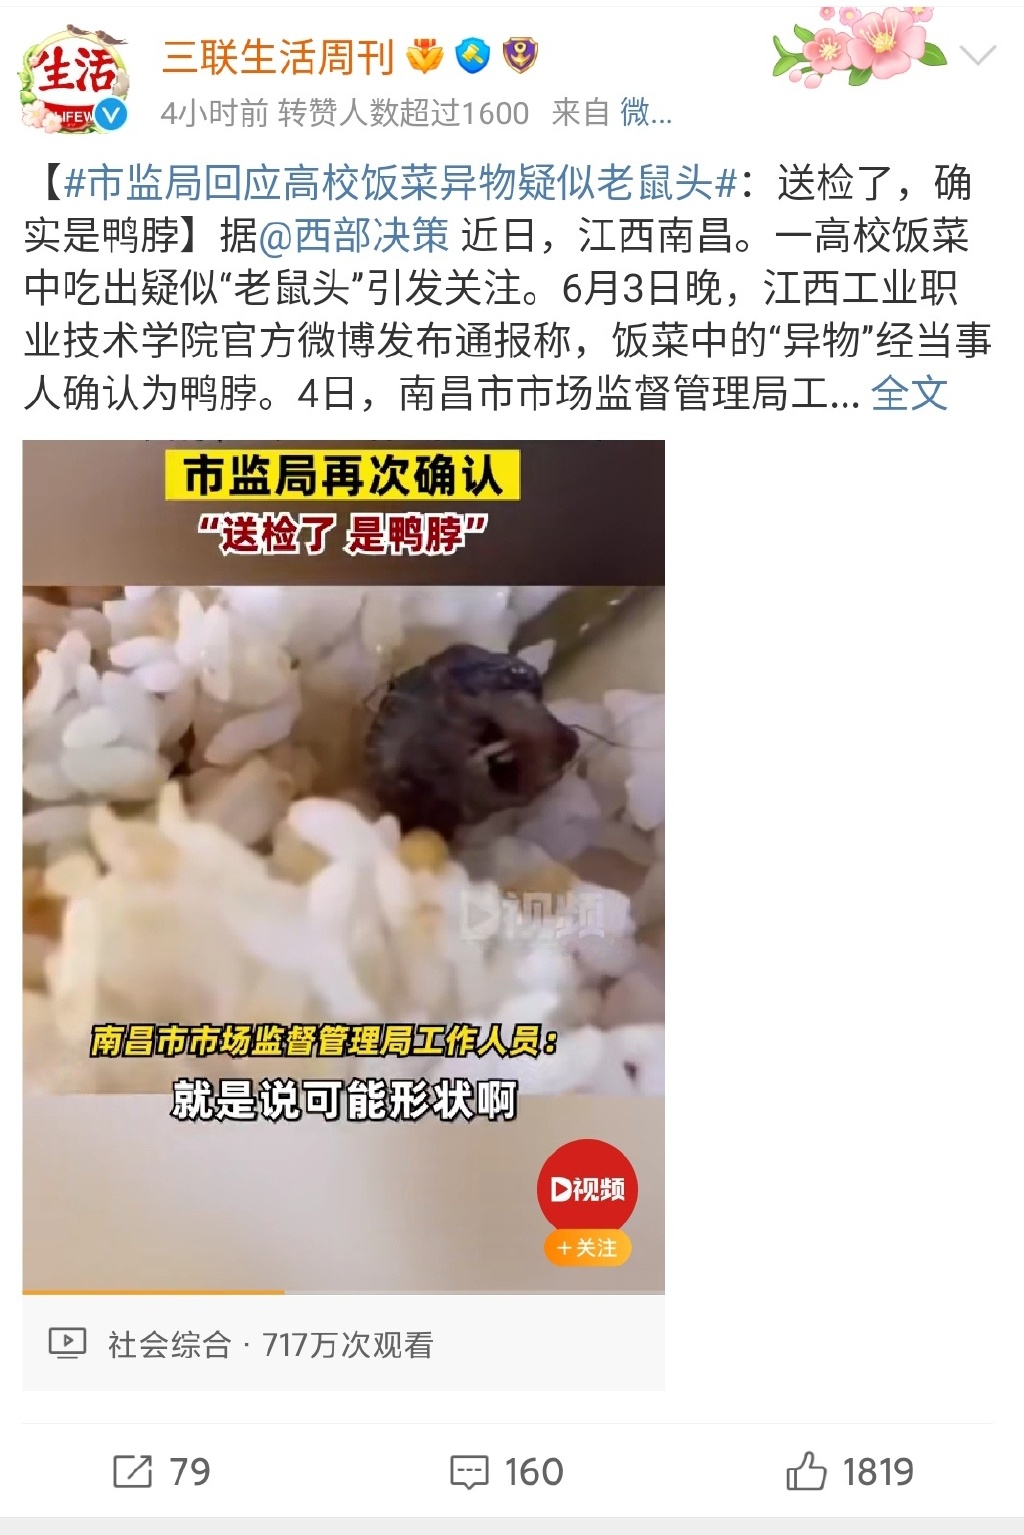 生活
LIFEW
三联生活周刊
4小时前 转赞人数超过1600 来自 微...
【#市监局回应高校饭菜异物疑似老鼠头#：送检了，确
实是鸭脖】据@西部决策 近日，江西南昌。一高校饭菜
中吃出疑似“老鼠头”引发关注。6月3日晚，江西工业职
业技术学院官方微博发布通报称，饭菜中的“异物”经当事
人确认为鸭脖。4日，南昌市市场监督管理局工... 全文
市监局再次确认
“送检了 是鸭脖”
视频
南昌市市场监督管理局工作人员：
就是说可能形状啊
视频
+关注
社会综合 · 717万次观看
79 160 1819